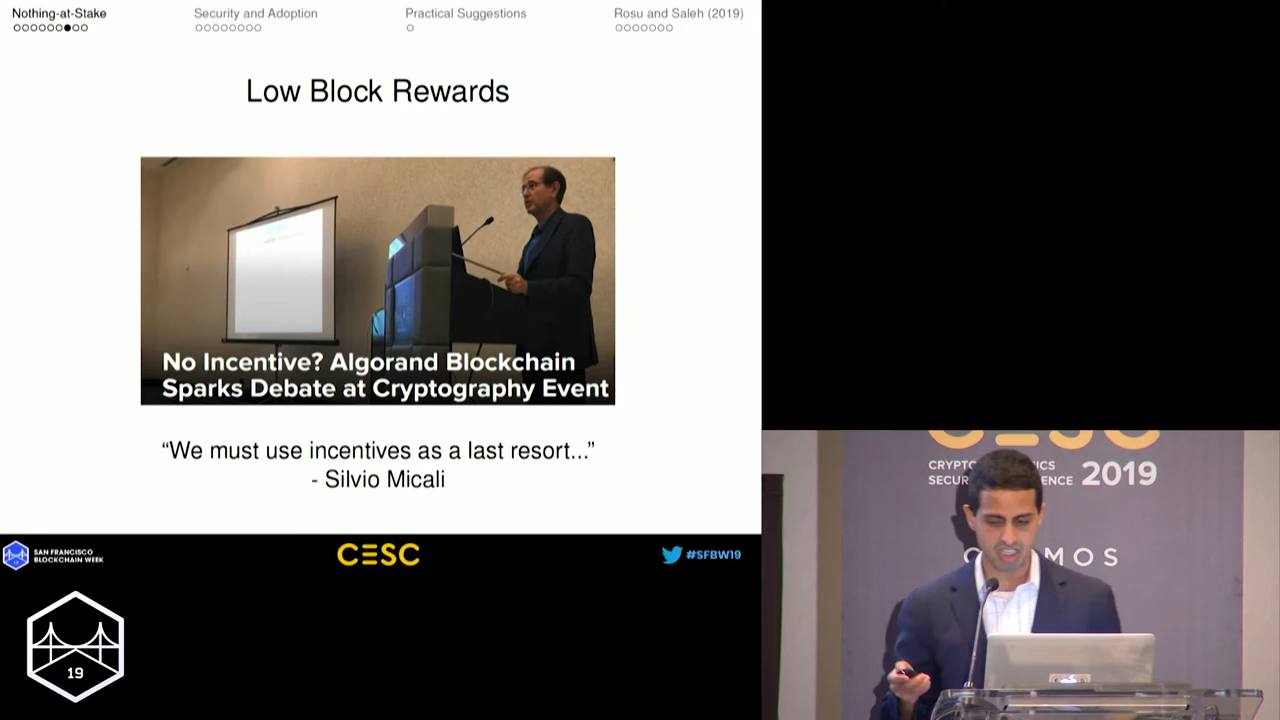 Nothing-at-Stake
Security and Adoption
Practical Suggestions
Rosu and Saleh (2019)
Low Block Rewards
No Incentive? Algorand Blockchain
Sparks Debate at Cryptography Event
“We must use incentives as a last resort...”
- Silvio Micali
SAN FRANCISCO
BLOCKCHAIN WEEK
CESC
#SFBW19
19
CESC
2019